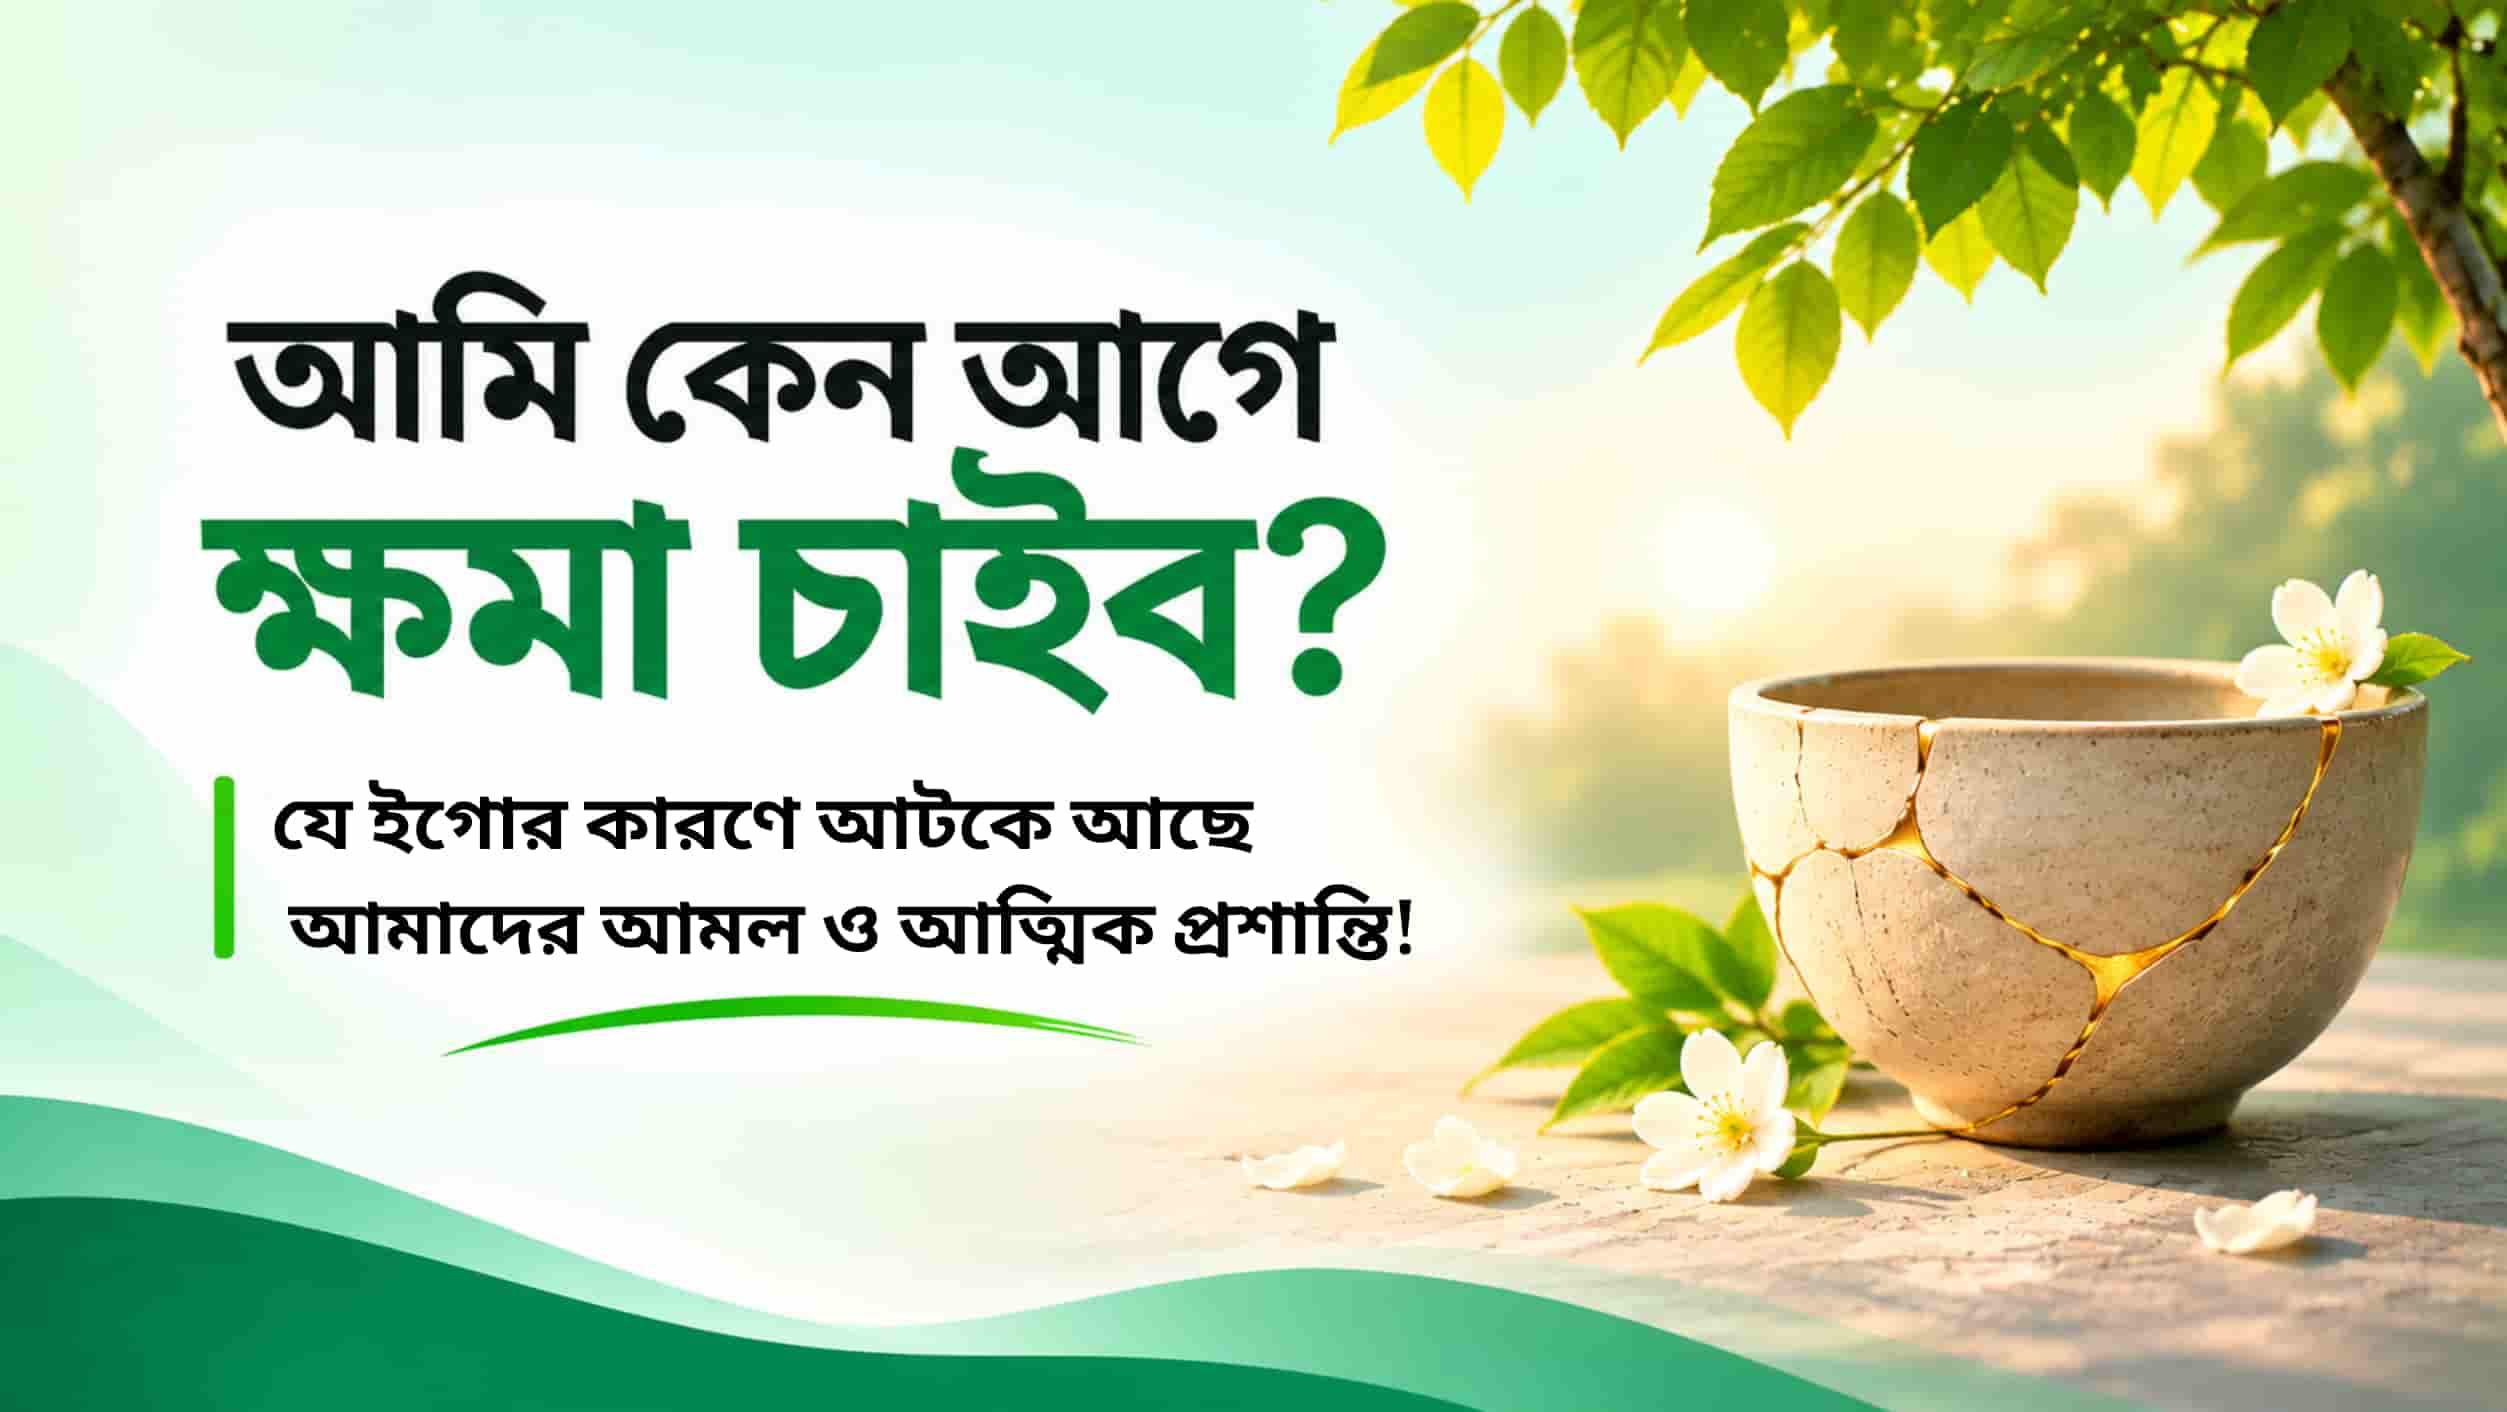 আমি কেন আগে
ক্ষমা চাইব?
যে ইগোর কারণে আটকে আছে
আমাদের আমল ও আত্মিক প্রশান্তি!